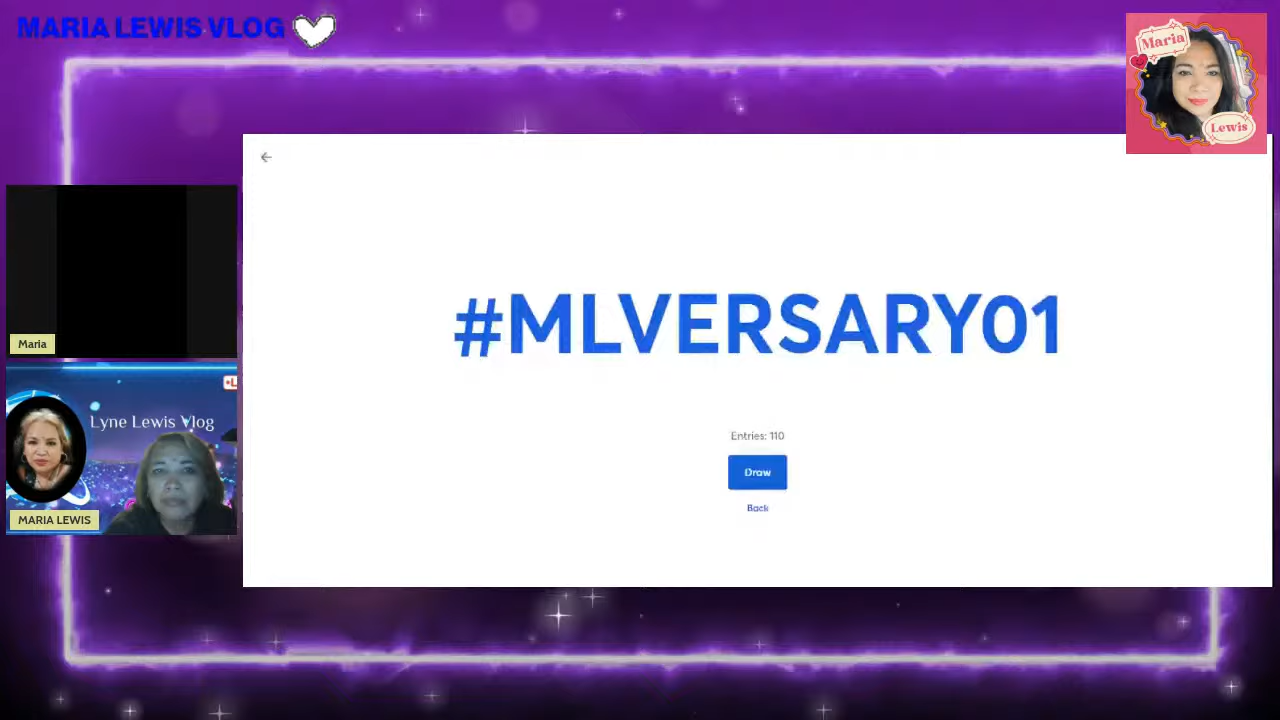 MARIA LEWIS VLOG
Maria
Lewis
#MLVERSARY01
Entries: 110
Draw
Back
Maria
Lyne Lewis Vlog
MARIA LEWIS